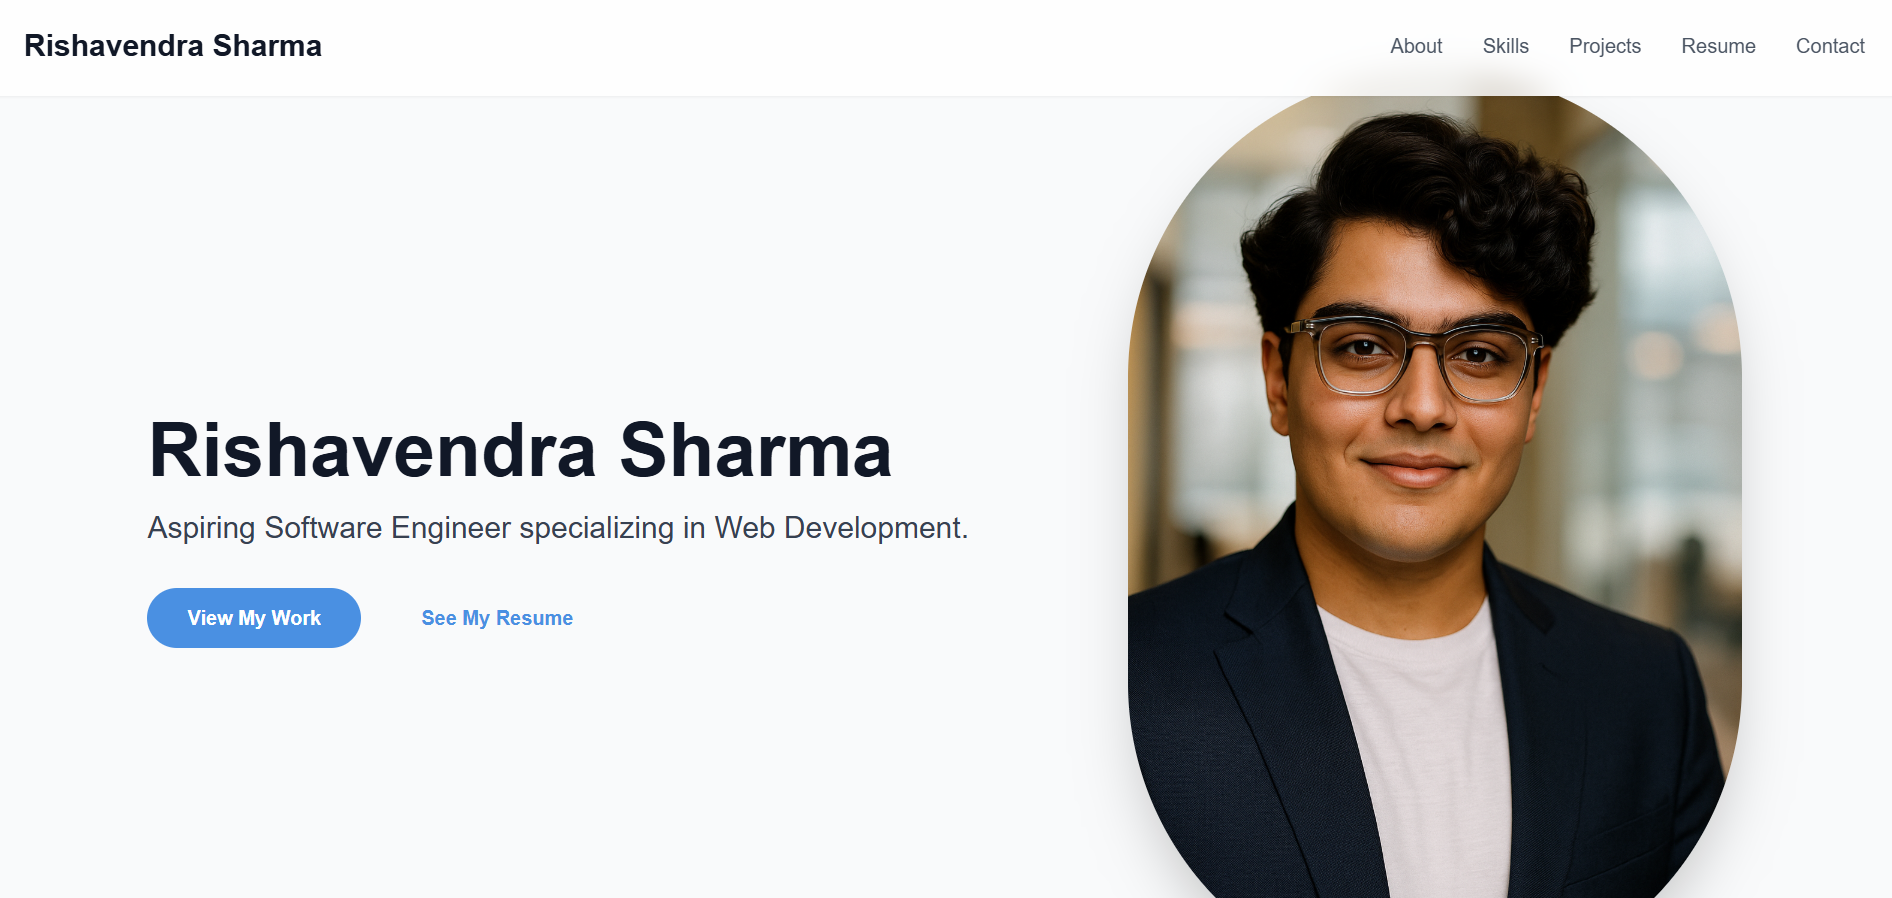 Rishavendra Sharma
About Skills Projects Resume Contact
Rishavendra Sharma
Aspiring Software Engineer specializing in Web Development.
View My Work See My Resume